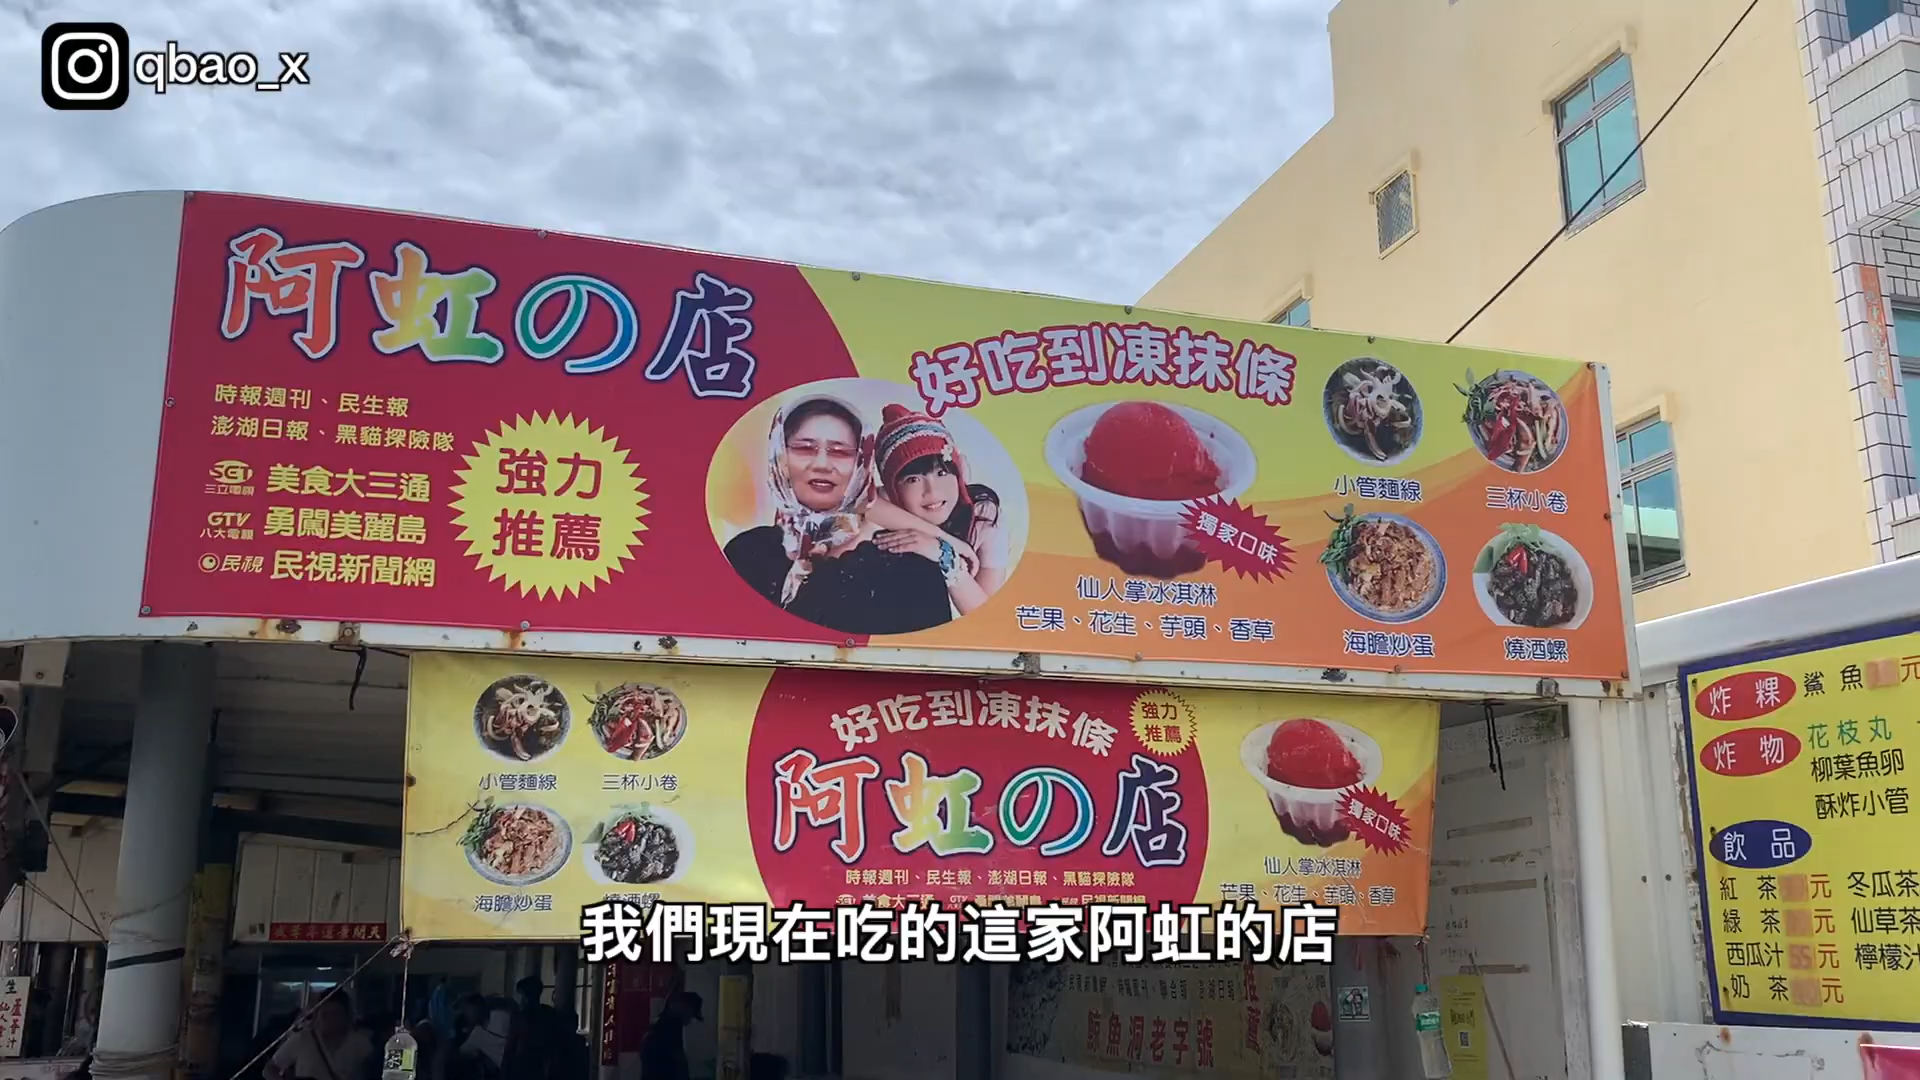 qbao_x
阿虹の店
時報週刊、民生報
澎湖日報、黑貓探險隊
SGT 三立電視 美食大三通
GTV 八大電視 勇闖美麗島
民視 民視新聞網
強力
推薦
好吃到凍抹條
獨家口味
仙人掌冰淇淋
芒果、花生、芋頭、香草
小管麵線
三杯小卷
海膽炒蛋
燒酒螺
小管麵線
三杯小卷
海膽炒蛋
燒酒螺
好吃到凍抹條
強力
推薦
阿虹の店
時報週刊、民生報、澎湖日報、黑貓探險隊
美食大三通
獨家口味
仙人掌冰淇淋
芒果、花生、芋頭、香草
炸粿 鯊魚 元
炸物 花枝丸
柳葉魚卵
酥炸小管
飲品
紅茶 元 冬瓜茶
綠茶 元 仙草茶
西瓜汁 元 檸檬汁
奶茶 元
鯨魚洞老字號
我們現在吃的這家阿虹的店